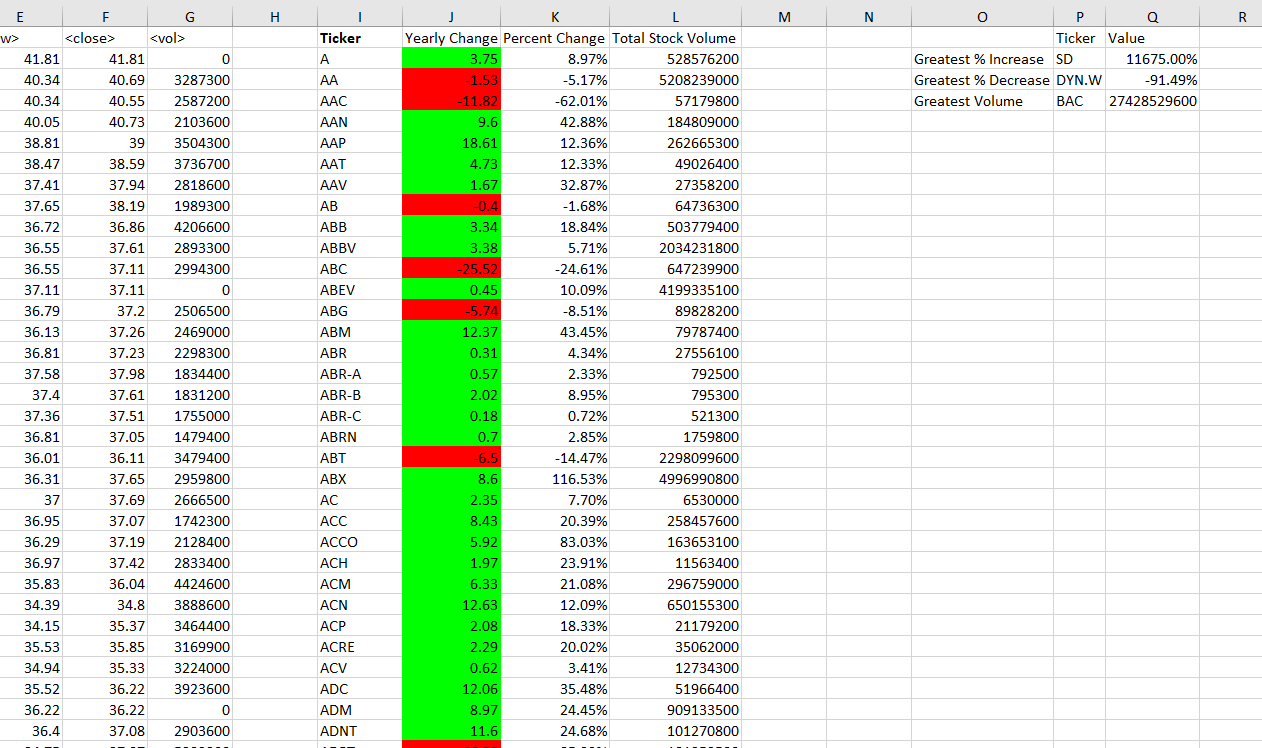 E F G H I J K L M N O P Q R
w> <close> <vol> Ticker Yearly Change Percent Change Total Stock Volume Ticker Value
41.81 41.81 0 A 3.75 8.97% 528576200 Greatest % Increase SD 11675.00%
40.34 40.69 3287300 AA -1.53 -5.17% 5208239000 Greatest % Decrease DYN.W -91.49%
40.34 40.55 2587200 AAC -11.82 -62.01% 57179800 Greatest Volume BAC 27428529600
40.05 40.73 2103600 AAN 9.6 42.88% 184809000
38.81 39 3504300 AAP 18.61 12.36% 262665300
38.47 38.59 3736700 AAT 4.73 12.33% 49026400
37.41 37.94 2818600 AAV 1.67 32.87% 27358200
37.65 38.19 1989300 AB -0.4 -1.68% 64736300
36.72 36.86 4206600 ABB 3.34 18.84% 503779400
36.55 37.61 2893300 ABBV 3.38 5.71% 2034231800
36.55 37.11 2994300 ABC -25.52 -24.61% 647239900
37.11 37.11 0 ABEV 0.45 10.09% 4199335100
36.79 37.2 2506500 ABG -5.74 -8.51% 89828200
36.13 37.26 2469000 ABM 12.37 43.45% 79787400
36.81 37.23 2298300 ABR 0.31 4.34% 27556100
37.58 37.98 1834400 ABR-A 0.57 2.33% 792500
37.4 37.61 1831200 ABR-B 2.02 8.95% 795300
37.36 37.51 1755000 ABR-C 0.18 0.72% 521300
36.81 37.05 1479400 ABRN 0.7 2.85% 1759800
36.01 36.11 3479400 ABT -6.5 -14.47% 2298099600
36.31 37.65 2959800 ABX 8.6 116.53% 4996990800
37 37.69 2666500 AC 2.35 7.70% 6530000
36.95 37.07 1742300 ACC 8.43 20.39% 258457600
36.29 37.19 2128400 ACCO 5.92 83.03% 163653100
36.97 37.42 2833400 ACH 1.97 23.91% 11563400
35.83 36.04 4424600 ACM 6.33 21.08% 296759000
34.39 34.8 3888600 ACN 12.63 12.09% 650155300
34.15 35.37 3464400 ACP 2.08 18.33% 21179200
35.53 35.85 3169900 ACRE 2.29 20.02% 35062000
34.94 35.33 3224000 ACV 0.62 3.41% 12734300
35.52 36.22 3923600 ADC 12.06 35.48% 51966400
36.22 36.22 0 ADM 8.97 24.45% 909133500
36.4 37.08 2903600 ADNT 11.6 24.68% 101270800